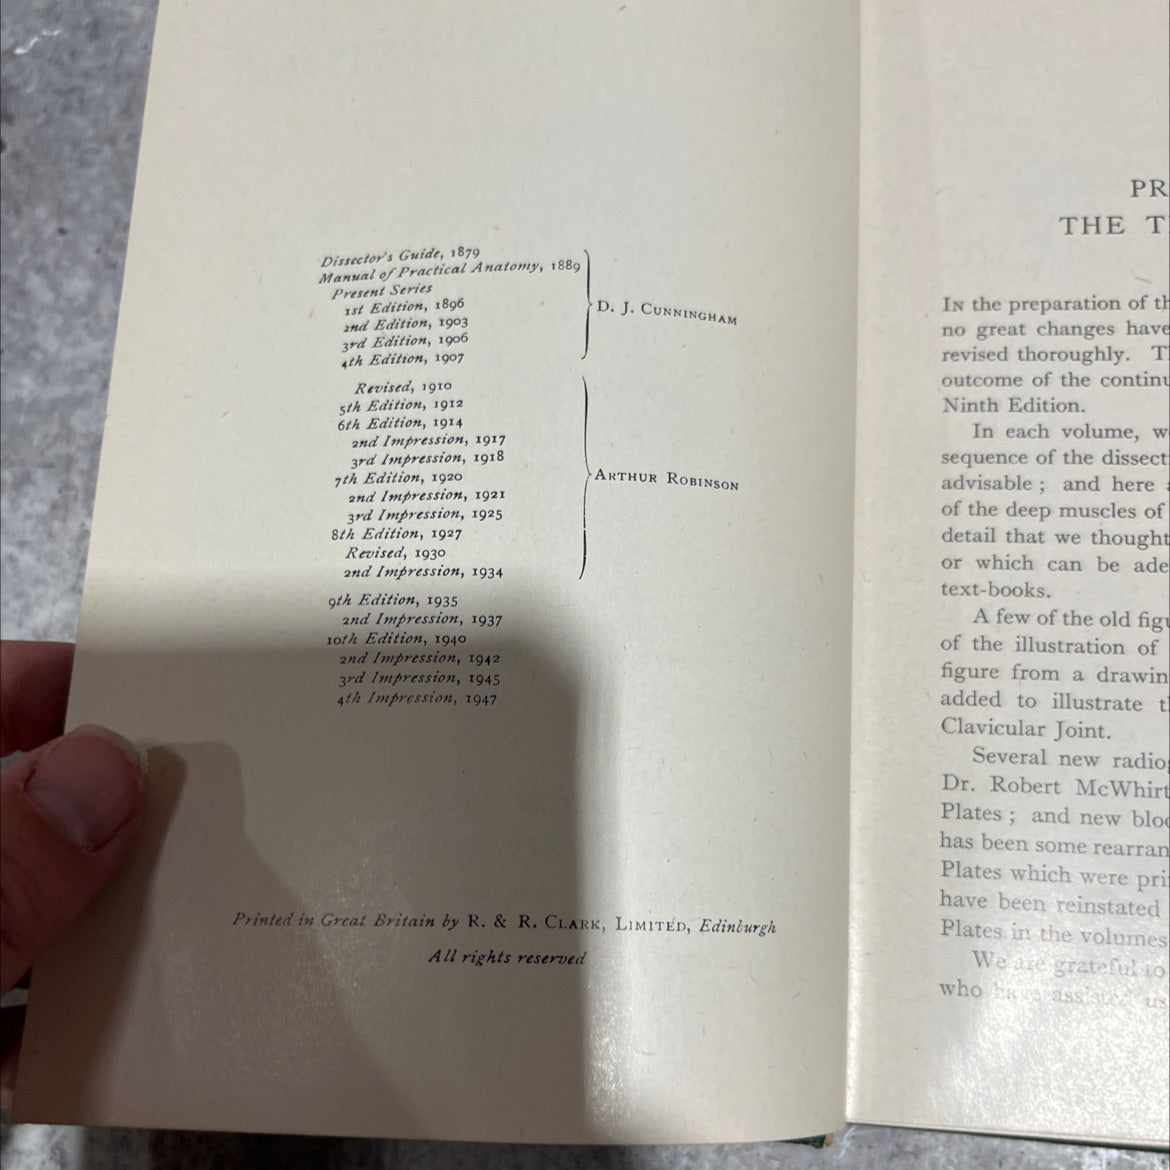 Dissector's Guide, 1879
Manual of Practical Anatomy, 1889
Present Series
1st Edition, 1896
2nd Edition, 1903
3rd Edition, 1906
4th Edition, 1907
D. J. CUNNINGHAM
Revised, 1910
5th Edition, 1912
6th Edition, 1914
2nd Impression, 1917
3rd Impression, 1918
7th Edition, 1920
2nd Impression, 1921
3rd Impression, 1925
8th Edition, 1927
Revised, 1930
2nd Impression, 1934
ARTHUR ROBINSON
9th Edition, 1935
2nd Impression, 1937
10th Edition, 1940
2nd Impression, 1942
3rd Impression, 1945
4th Impression, 1947
Printed in Great Britain by R. & R. CLARK, LIMITED, Edinburgh
All rights reserved
PR
THE T
IN the preparation of th
no great changes have
revised thoroughly. T
outcome of the continu
Ninth Edition.
In each volume, w
sequence of the dissect
advisable ; and here
of the deep muscles of
detail that we thought
or which can be ade
text-books.
A few of the old figu
of the illustration of
figure from a drawin
added to illustrate t
Clavicular Joint.
Several new radio
Dr. Robert McWhirt
Plates ; and new bloc
has been some rearran
Plates which were pri
have been reinstated
Plates in the volumes
We are grateful to
who have assisted us